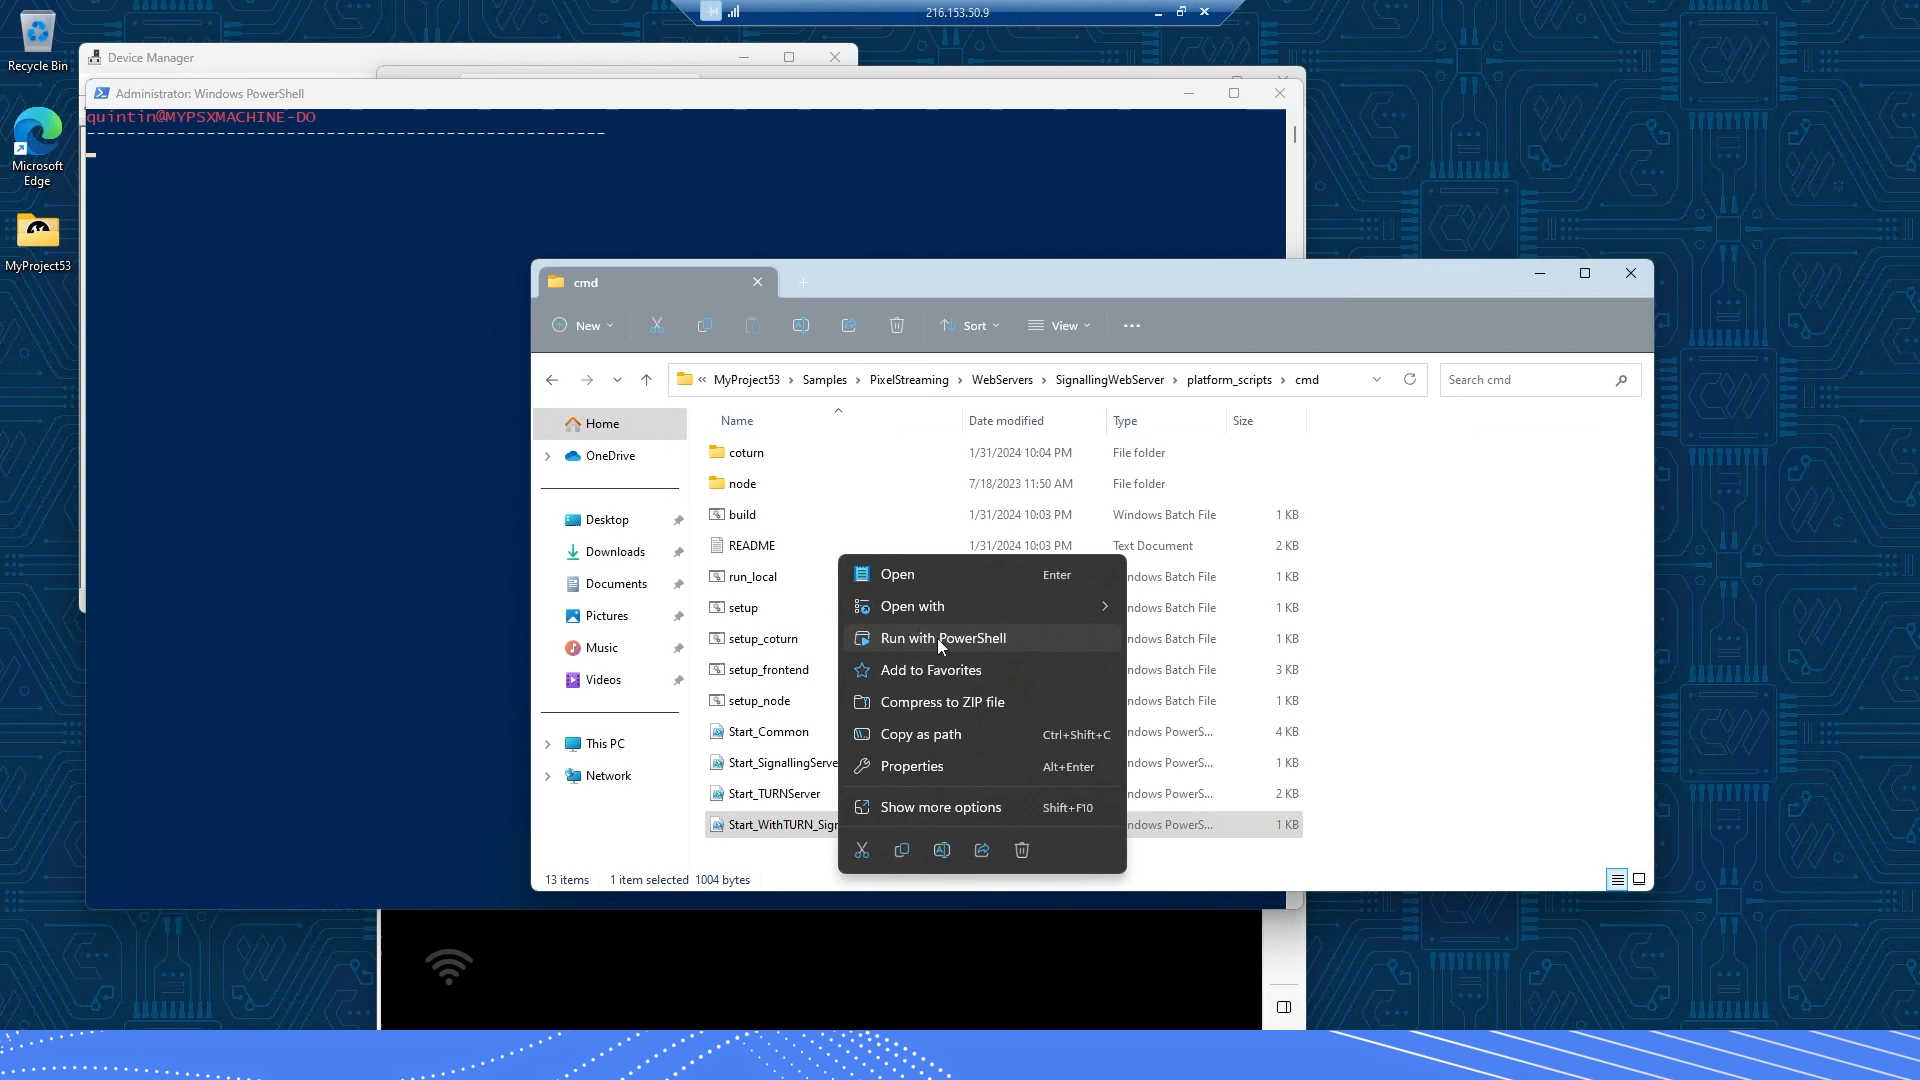 216.153.50.9
Recycle Bin
Microsoft
Edge
MyProject53
Device Manager
Administrator: Windows PowerShell
quintin@MYPSXMACHINE-DO
----------------------------------------------------
cmd
New
Sort
View
« MyProject53 › Samples › PixelStreaming › WebServers › SignallingWebServer › platform_scripts › cmd
Search cmd
Home
OneDrive
Desktop
Downloads
Documents
Pictures
Music
Videos
This PC
Network
Name Date modified Type Size
coturn 1/31/2024 10:04 PM File folder
node 7/18/2023 11:50 AM File folder
build 1/31/2024 10:03 PM Windows Batch File 1 KB
README 1/31/2024 10:03 PM Text Document 2 KB
run_local ndows Batch File 1 KB
setup ndows Batch File 1 KB
setup_coturn ndows Batch File 1 KB
setup_frontend ndows Batch File 3 KB
setup_node ndows Batch File 1 KB
Start_Common ndows PowerS... 4 KB
Start_SignallingServe ndows PowerS... 1 KB
Start_TURNServer ndows PowerS... 2 KB
Start_WithTURN_Sigr ndows PowerS... 1 KB
Open Enter
Open with
Run with PowerShell
Add to Favorites
Compress to ZIP file
Copy as path Ctrl+Shift+C
Properties Alt+Enter
Show more options Shift+F10
13 items 1 item selected 1004 bytes